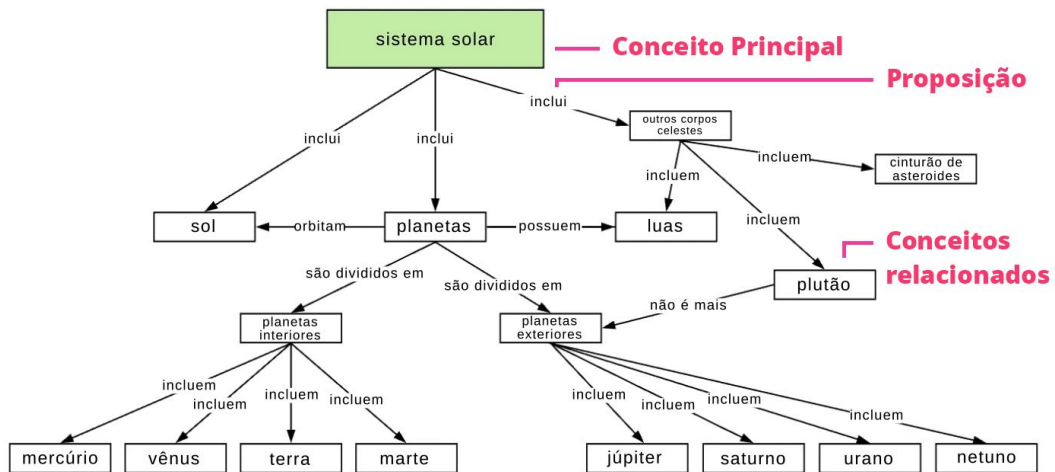 sistema solar
Conceito Principal
Proposição
inclui
inclui
inclui
outros corpos
celestes
incluem
incluem
cinturão de
asteroides
incluem
sol
orbitam
planetas
possuem
luas
Conceitos
relacionados
são divididos em
são divididos em
plutão
não é mais
planetas
interiores
planetas
exteriores
incluem
incluem
incluem
incluem
incluem
incluem
incluem
incluem
mercúrio
vênus
terra
marte
júpiter
saturno
urano
netuno